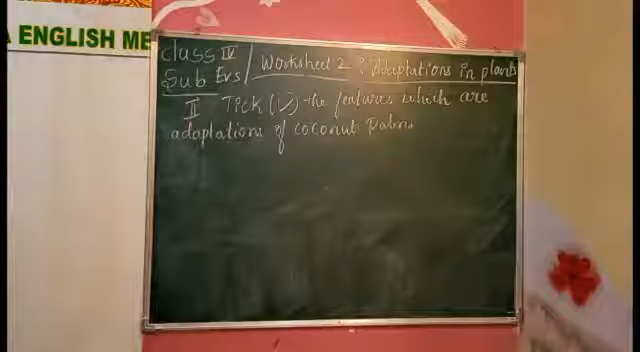 A ENGLISH ME
Class IV / Worksheet 2 : Adaptations in plants
Sub Evs
II Tick (✓) the features which are
adaptations of coconut Palm.